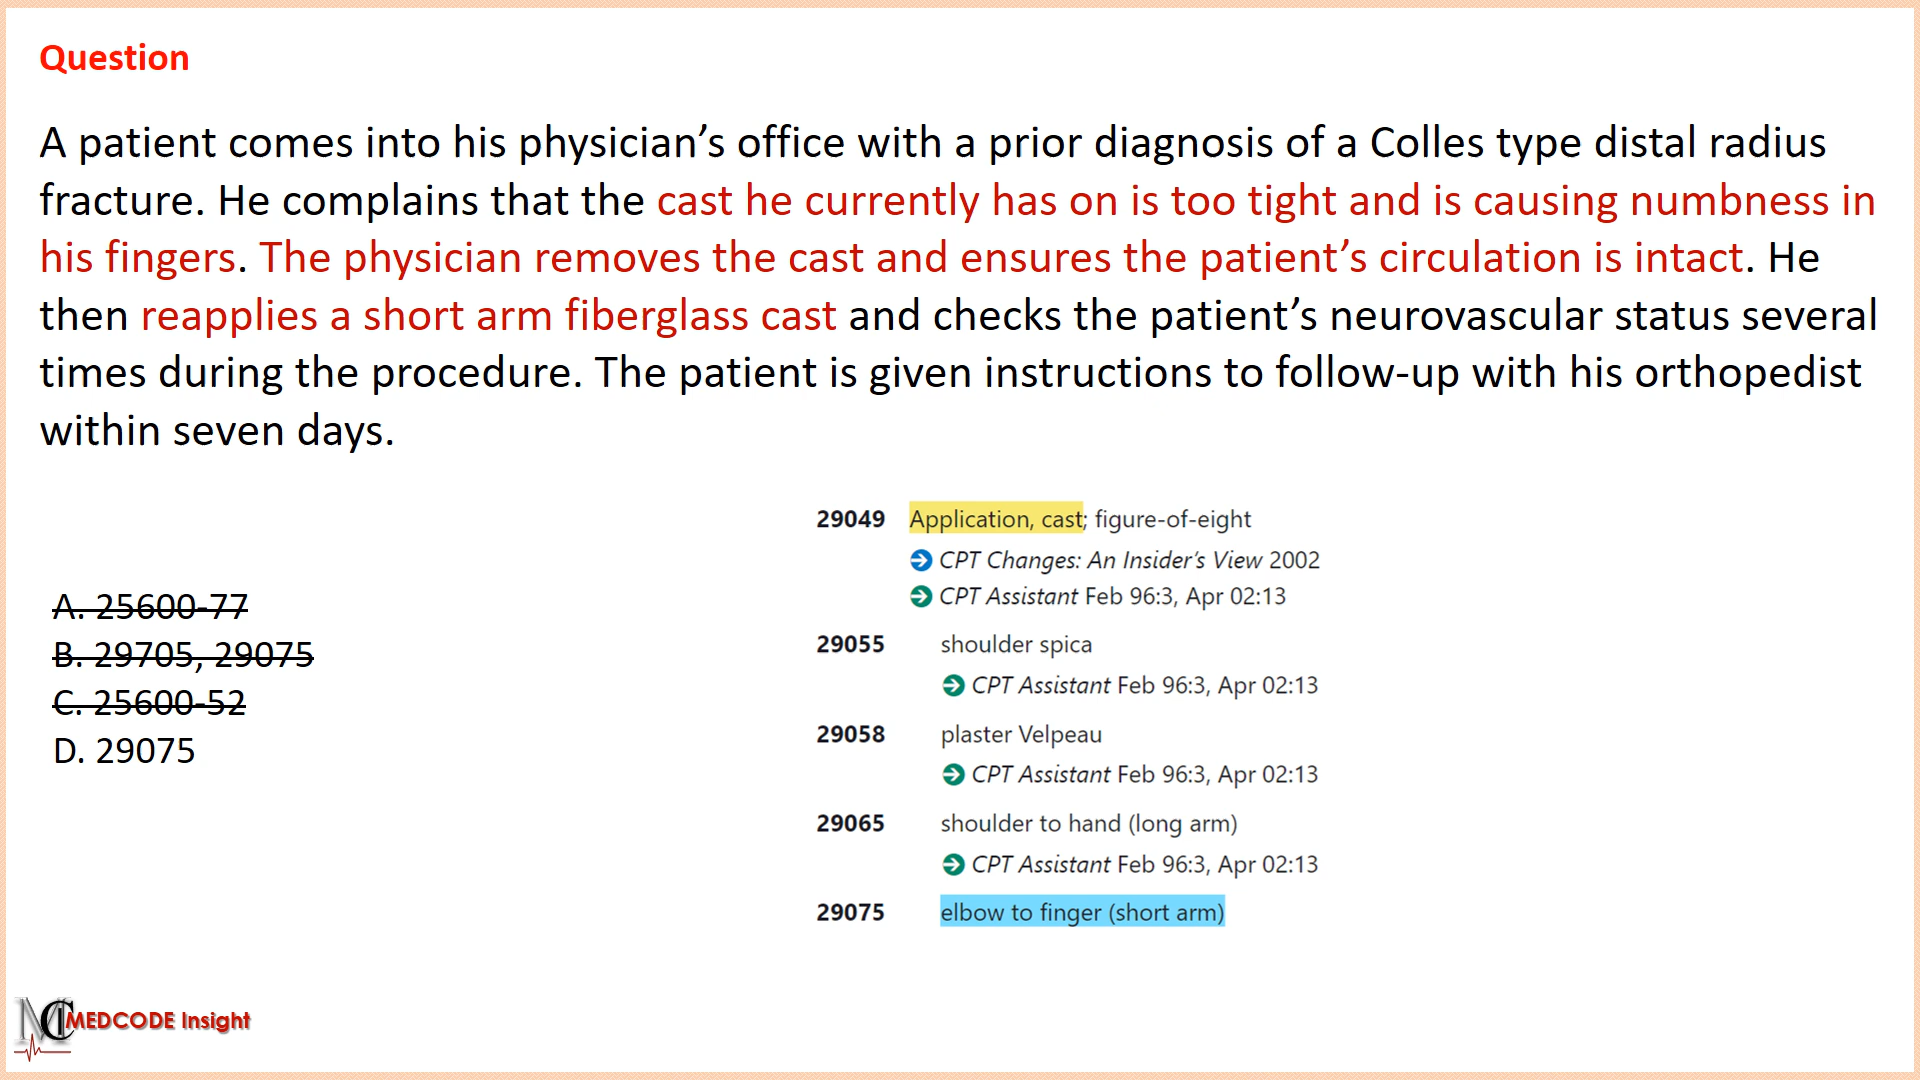 Question
A patient comes into his physician’s office with a prior diagnosis of a Colles type distal radius
fracture. He complains that the cast he currently has on is too tight and is causing numbness in
his fingers. The physician removes the cast and ensures the patient’s circulation is intact. He
then reapplies a short arm fiberglass cast and checks the patient’s neurovascular status several
times during the procedure. The patient is given instructions to follow-up with his orthopedist
within seven days.
A. 25600-77
B. 29705, 29075
C. 25600-52
D. 29075
29049 Application, cast; figure-of-eight
CPT Changes: An Insider’s View 2002
CPT Assistant Feb 96:3, Apr 02:13
29055 shoulder spica
CPT Assistant Feb 96:3, Apr 02:13
29058 plaster Velpeau
CPT Assistant Feb 96:3, Apr 02:13
29065 shoulder to hand (long arm)
CPT Assistant Feb 96:3, Apr 02:13
29075 elbow to finger (short arm)
MC MEDCODE Insight